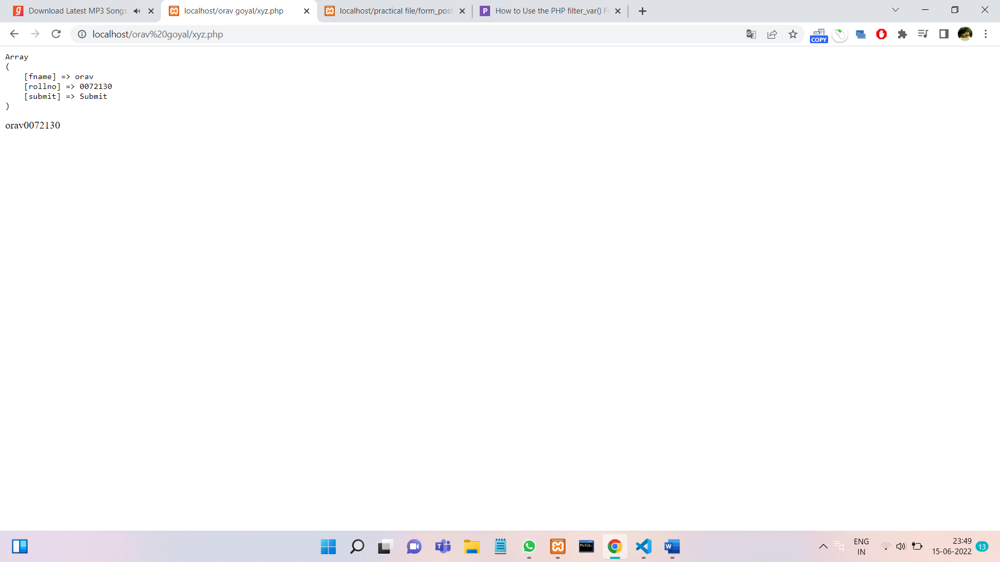 Download Latest MP3 Songs
localhost/orav goyal/xyz.php
localhost/practical file/form_post
How to Use the PHP filter_var() F
localhost/orav%20goyal/xyz.php
COPY
Array
(
[fname] => orav
[rollno] => 0072130
[submit] => Submit
)
orav0072130
MySQL
ENG
IN
23:49
15-06-2022
13